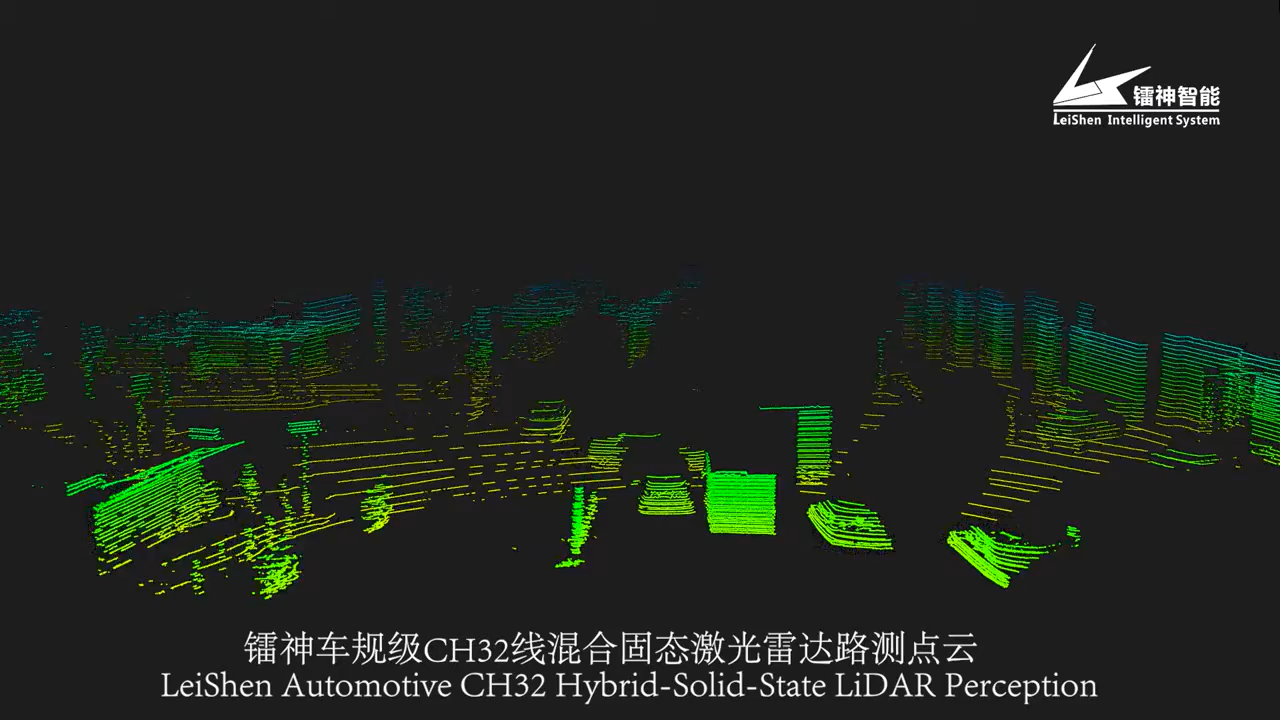 镭神智能
LeiShen Intelligent System
镭神车规级CH32线混合固态激光雷达路测点云
LeiShen Automotive CH32 Hybrid-Solid-State LiDAR Perception